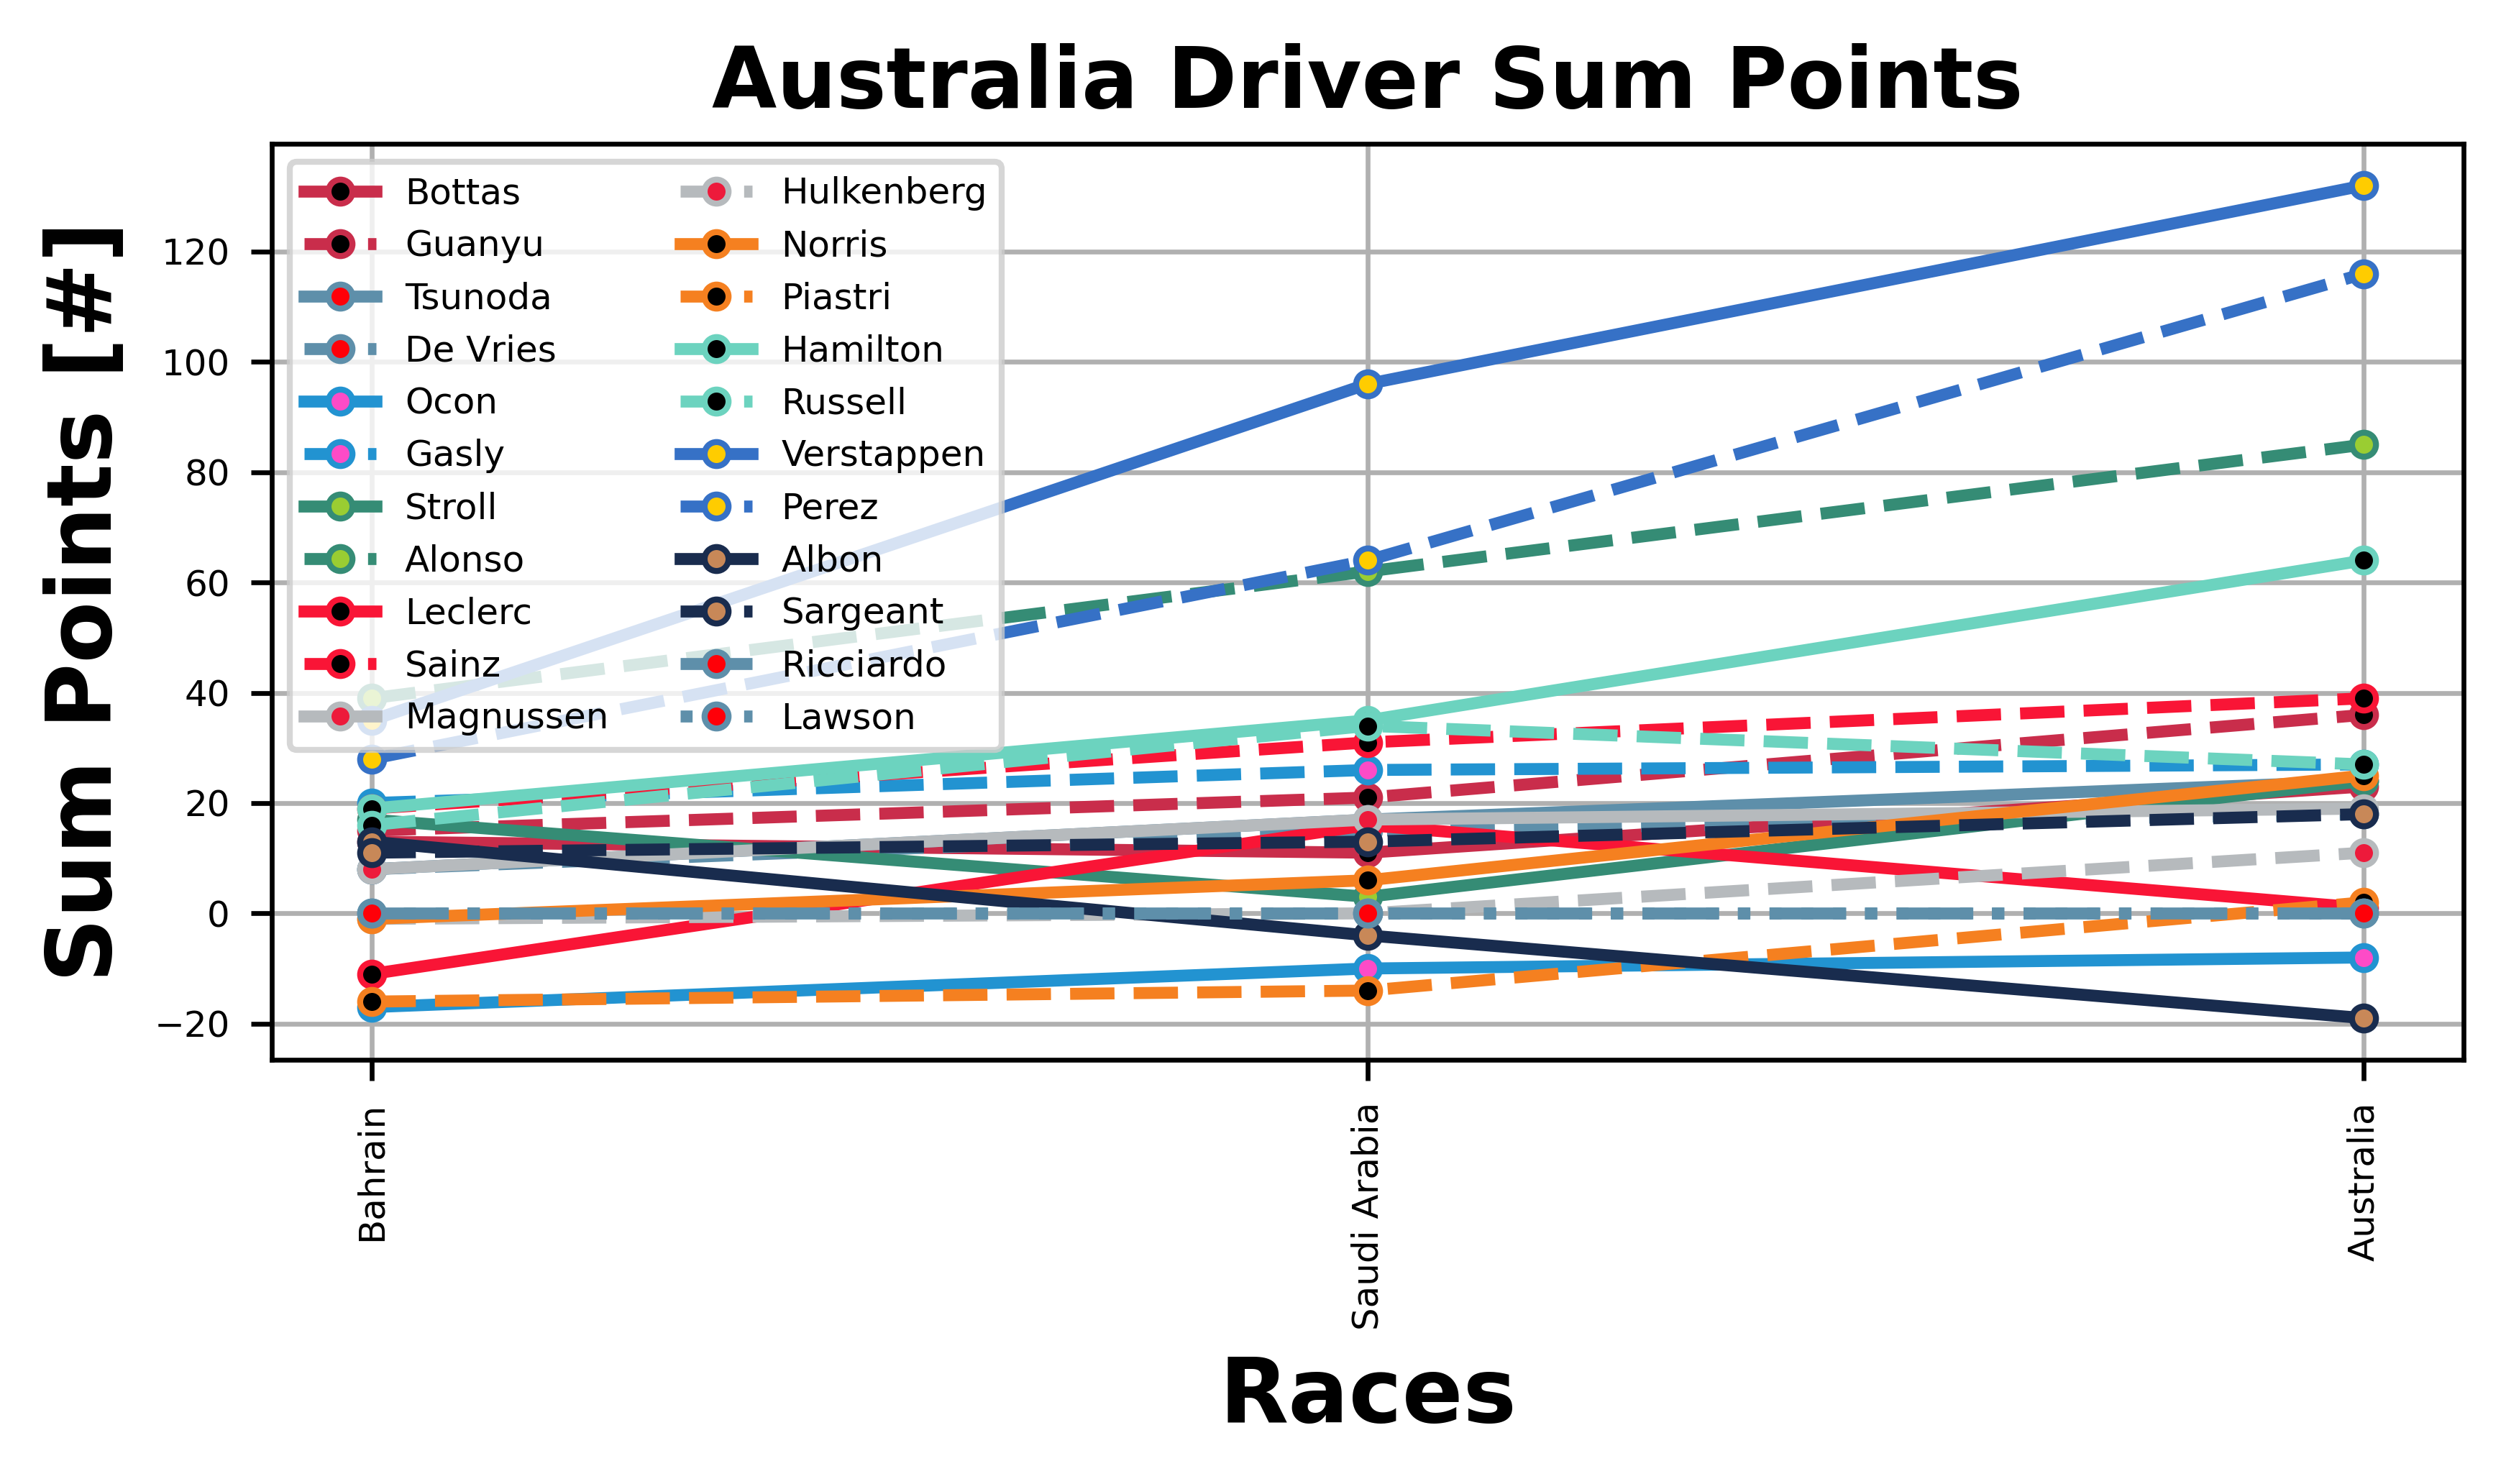 Australia Driver Sum Points
Sum Points [#]
120
100
80
60
40
20
0
−20
Bottas
Guanyu
Tsunoda
De Vries
Ocon
Gasly
Stroll
Alonso
Leclerc
Sainz
Magnussen
Hulkenberg
Norris
Piastri
Hamilton
Russell
Verstappen
Perez
Albon
Sargeant
Ricciardo
Lawson
Bahrain
Saudi Arabia
Australia
Races